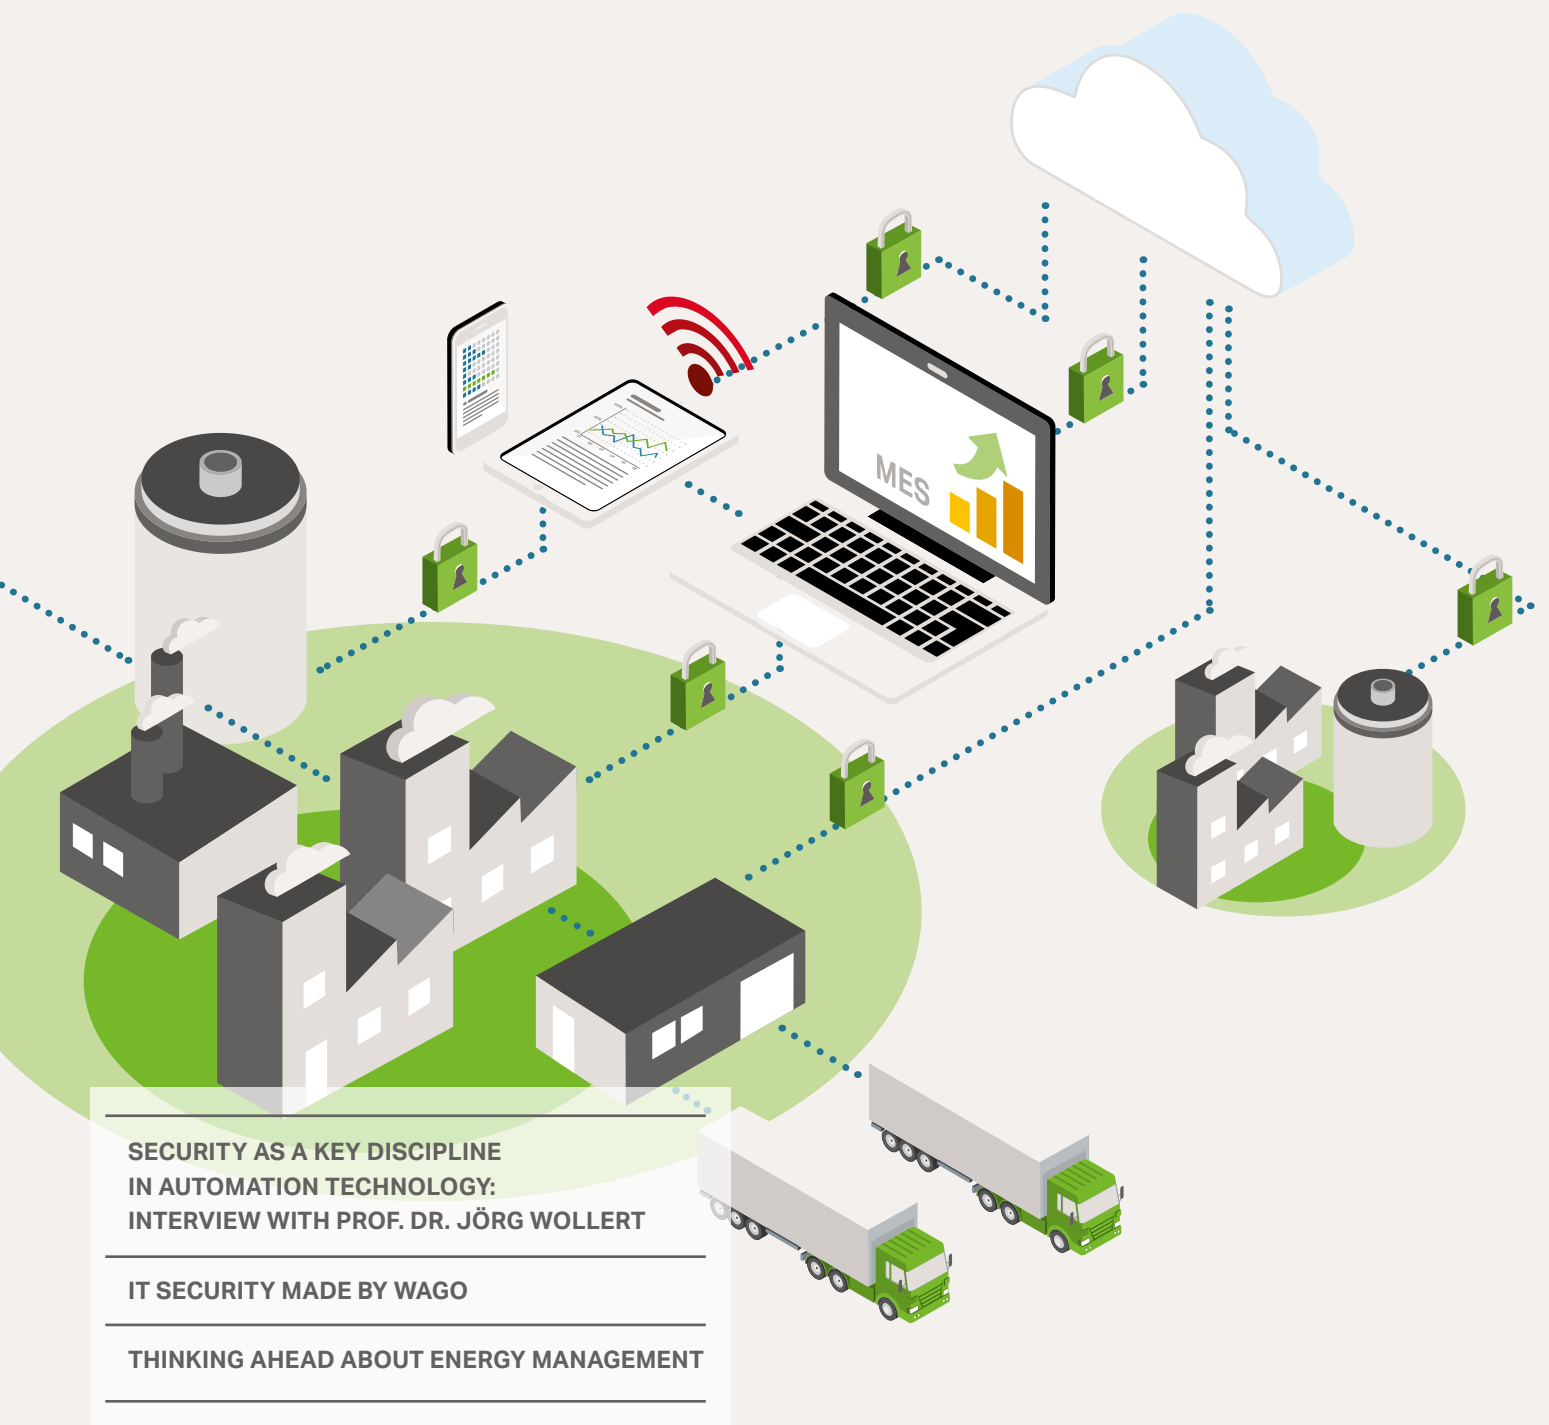 MES
SECURITY AS A KEY DISCIPLINE
IN AUTOMATION TECHNOLOGY:
INTERVIEW WITH PROF. DR. JÖRG WOLLERT
IT SECURITY MADE BY WAGO
THINKING AHEAD ABOUT ENERGY MANAGEMENT